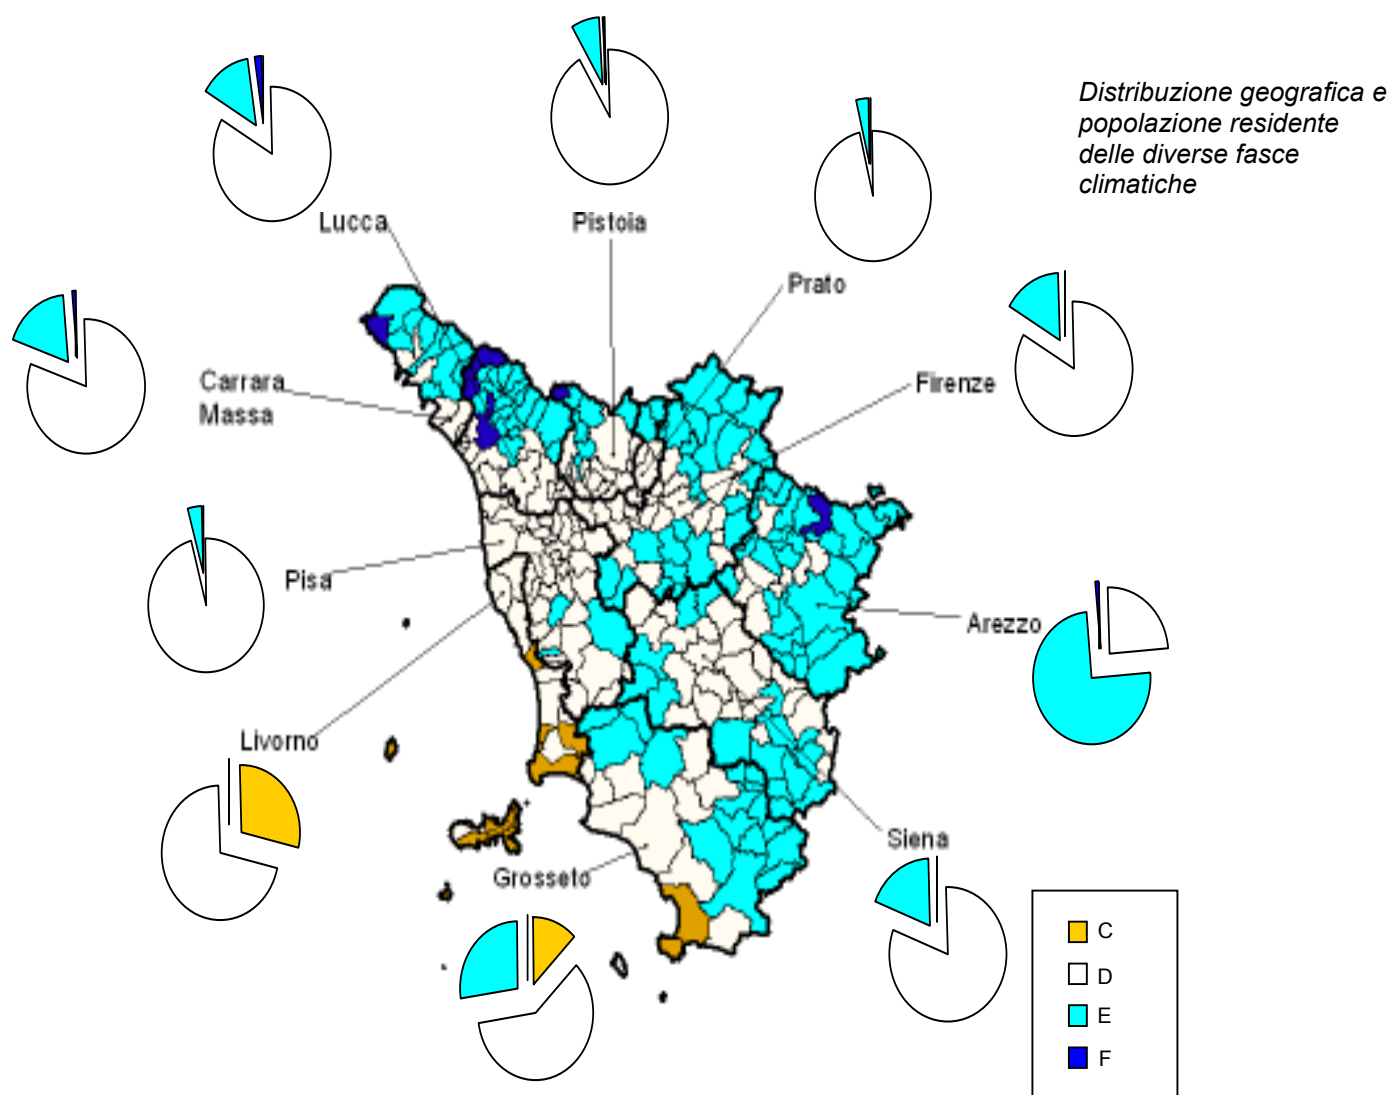 Distribuzione geografica e
popolazione residente
delle diverse fasce
climatiche
Lucca
Pistoia
Prato
Carrara
Massa
Firenze
Pisa
Arezzo
Livorno
Siena
Grosseto
C
D
E
F